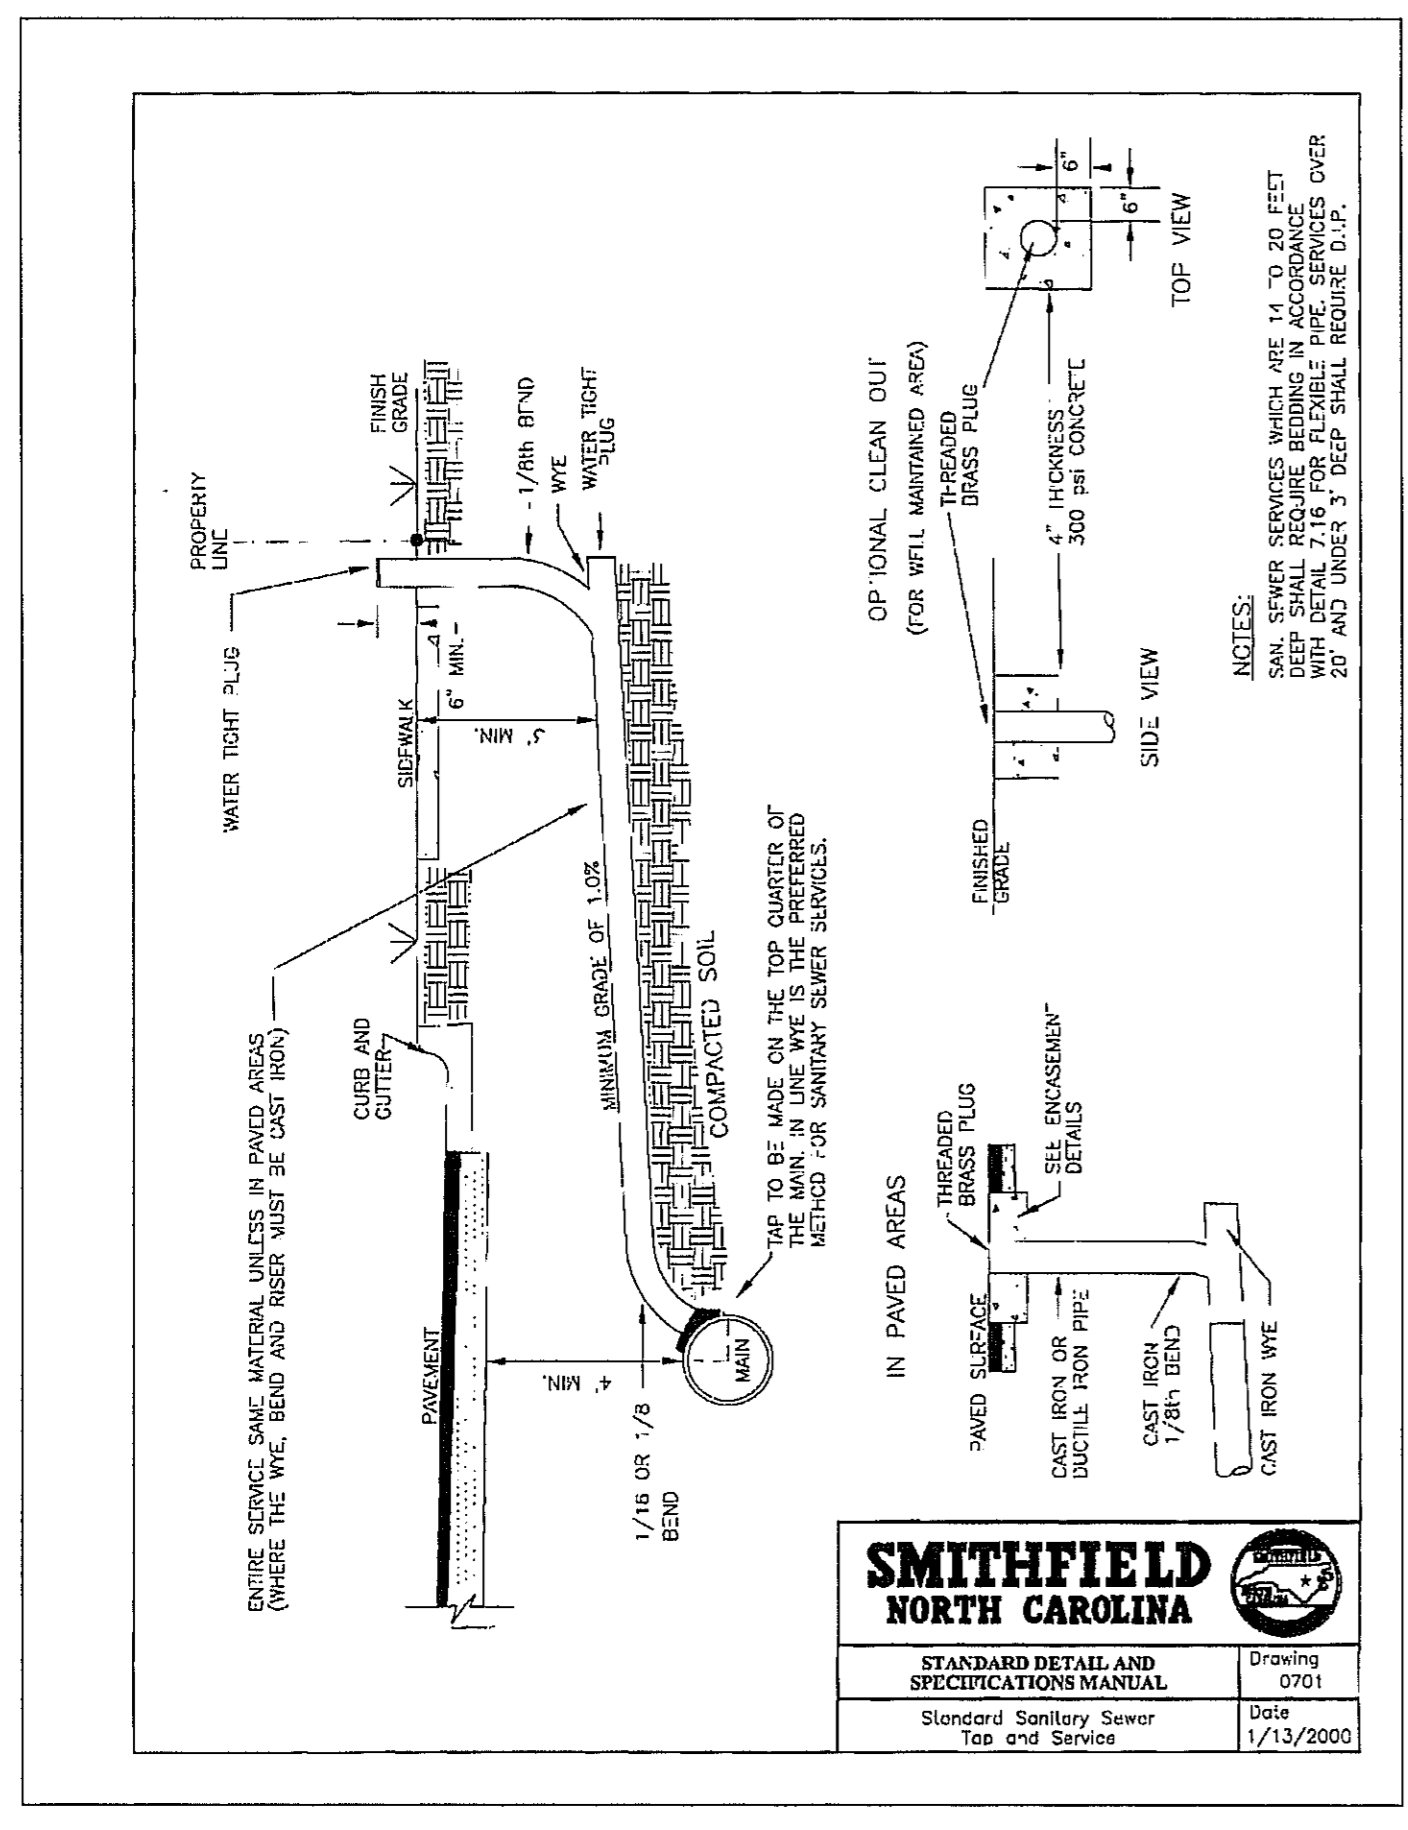 PROPERTY
LINE
WATER TIGHT PLUG
FINISH
GRADE
1/8th BEND
WYE
WATER TIGHT
PLUG
SIDEWALK
6" MIN.
3' MIN.
ENTIRE SERVICE SAME MATERIAL UNLESS IN PAVED AREAS
(WHERE THE WYE, BEND AND RISER MUST BE CAST IRON)
CURB AND
GUTTER
PAVEMENT
MINIMUM GRADE OF 1.0%
COMPACTED SOIL
4' MIN.
MAIN
1/16 OR 1/8
BEND
TAP TO BE MADE ON THE TOP QUARTER OF
THE MAIN. IN LINE WYE IS THE PREFERRED
METHOD FOR SANITARY SEWER SERVICES.
IN PAVED AREAS
THREADED
BRASS PLUG
PAVED SURFACE
SEE ENCASEMENT
DETAILS
CAST IRON OR
DUCTILE IRON PIPE
CAST IRON
1/8th BEND
CAST IRON WYE
OPTIONAL CLEAN OUT
(FOR WELL MAINTAINED AREA)
THREADED
BRASS PLUG
4" THICKNESS
300 psi CONCRETE
FINISHED
GRADE
SIDE VIEW
6"
6"
TOP VIEW
NOTES:
SAN. SEWER SERVICES WHICH ARE 14 TO 20 FEET
DEEP SHALL REQUIRE BEDDING IN ACCORDANCE
WITH DETAIL 7.16 FOR FLEXIBLE PIPE. SERVICES OVER
20' AND UNDER 3' DEEP SHALL REQUIRE D.I.P.
SMITHFIELD
NORTH CAROLINA
STANDARD DETAIL AND
SPECIFICATIONS MANUAL
Drawing
0701
Standard Sanitary Sewer
Tap and Service
Date
1/13/2000